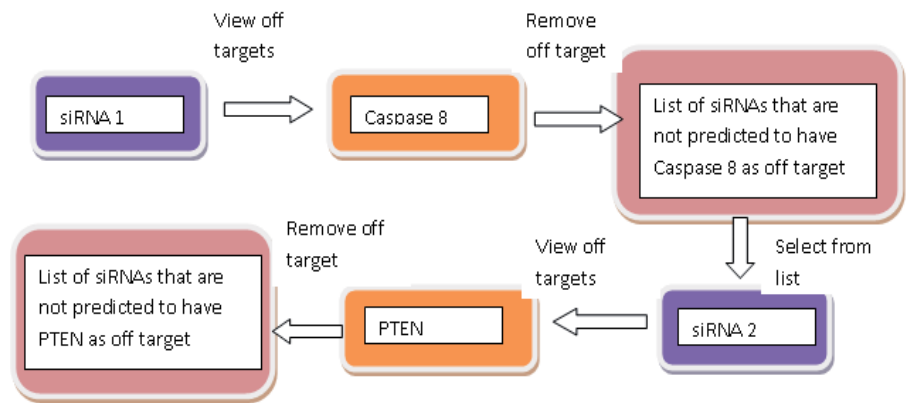 View off
targets
Remove
off target
siRNA 1
Caspase 8
List of siRNAs that are
not predicted to have
Caspase 8 as off target
Select from
list
siRNA 2
View off
targets
PTEN
Remove off
target
List of siRNAs that are
not predicted to have
PTEN as off target